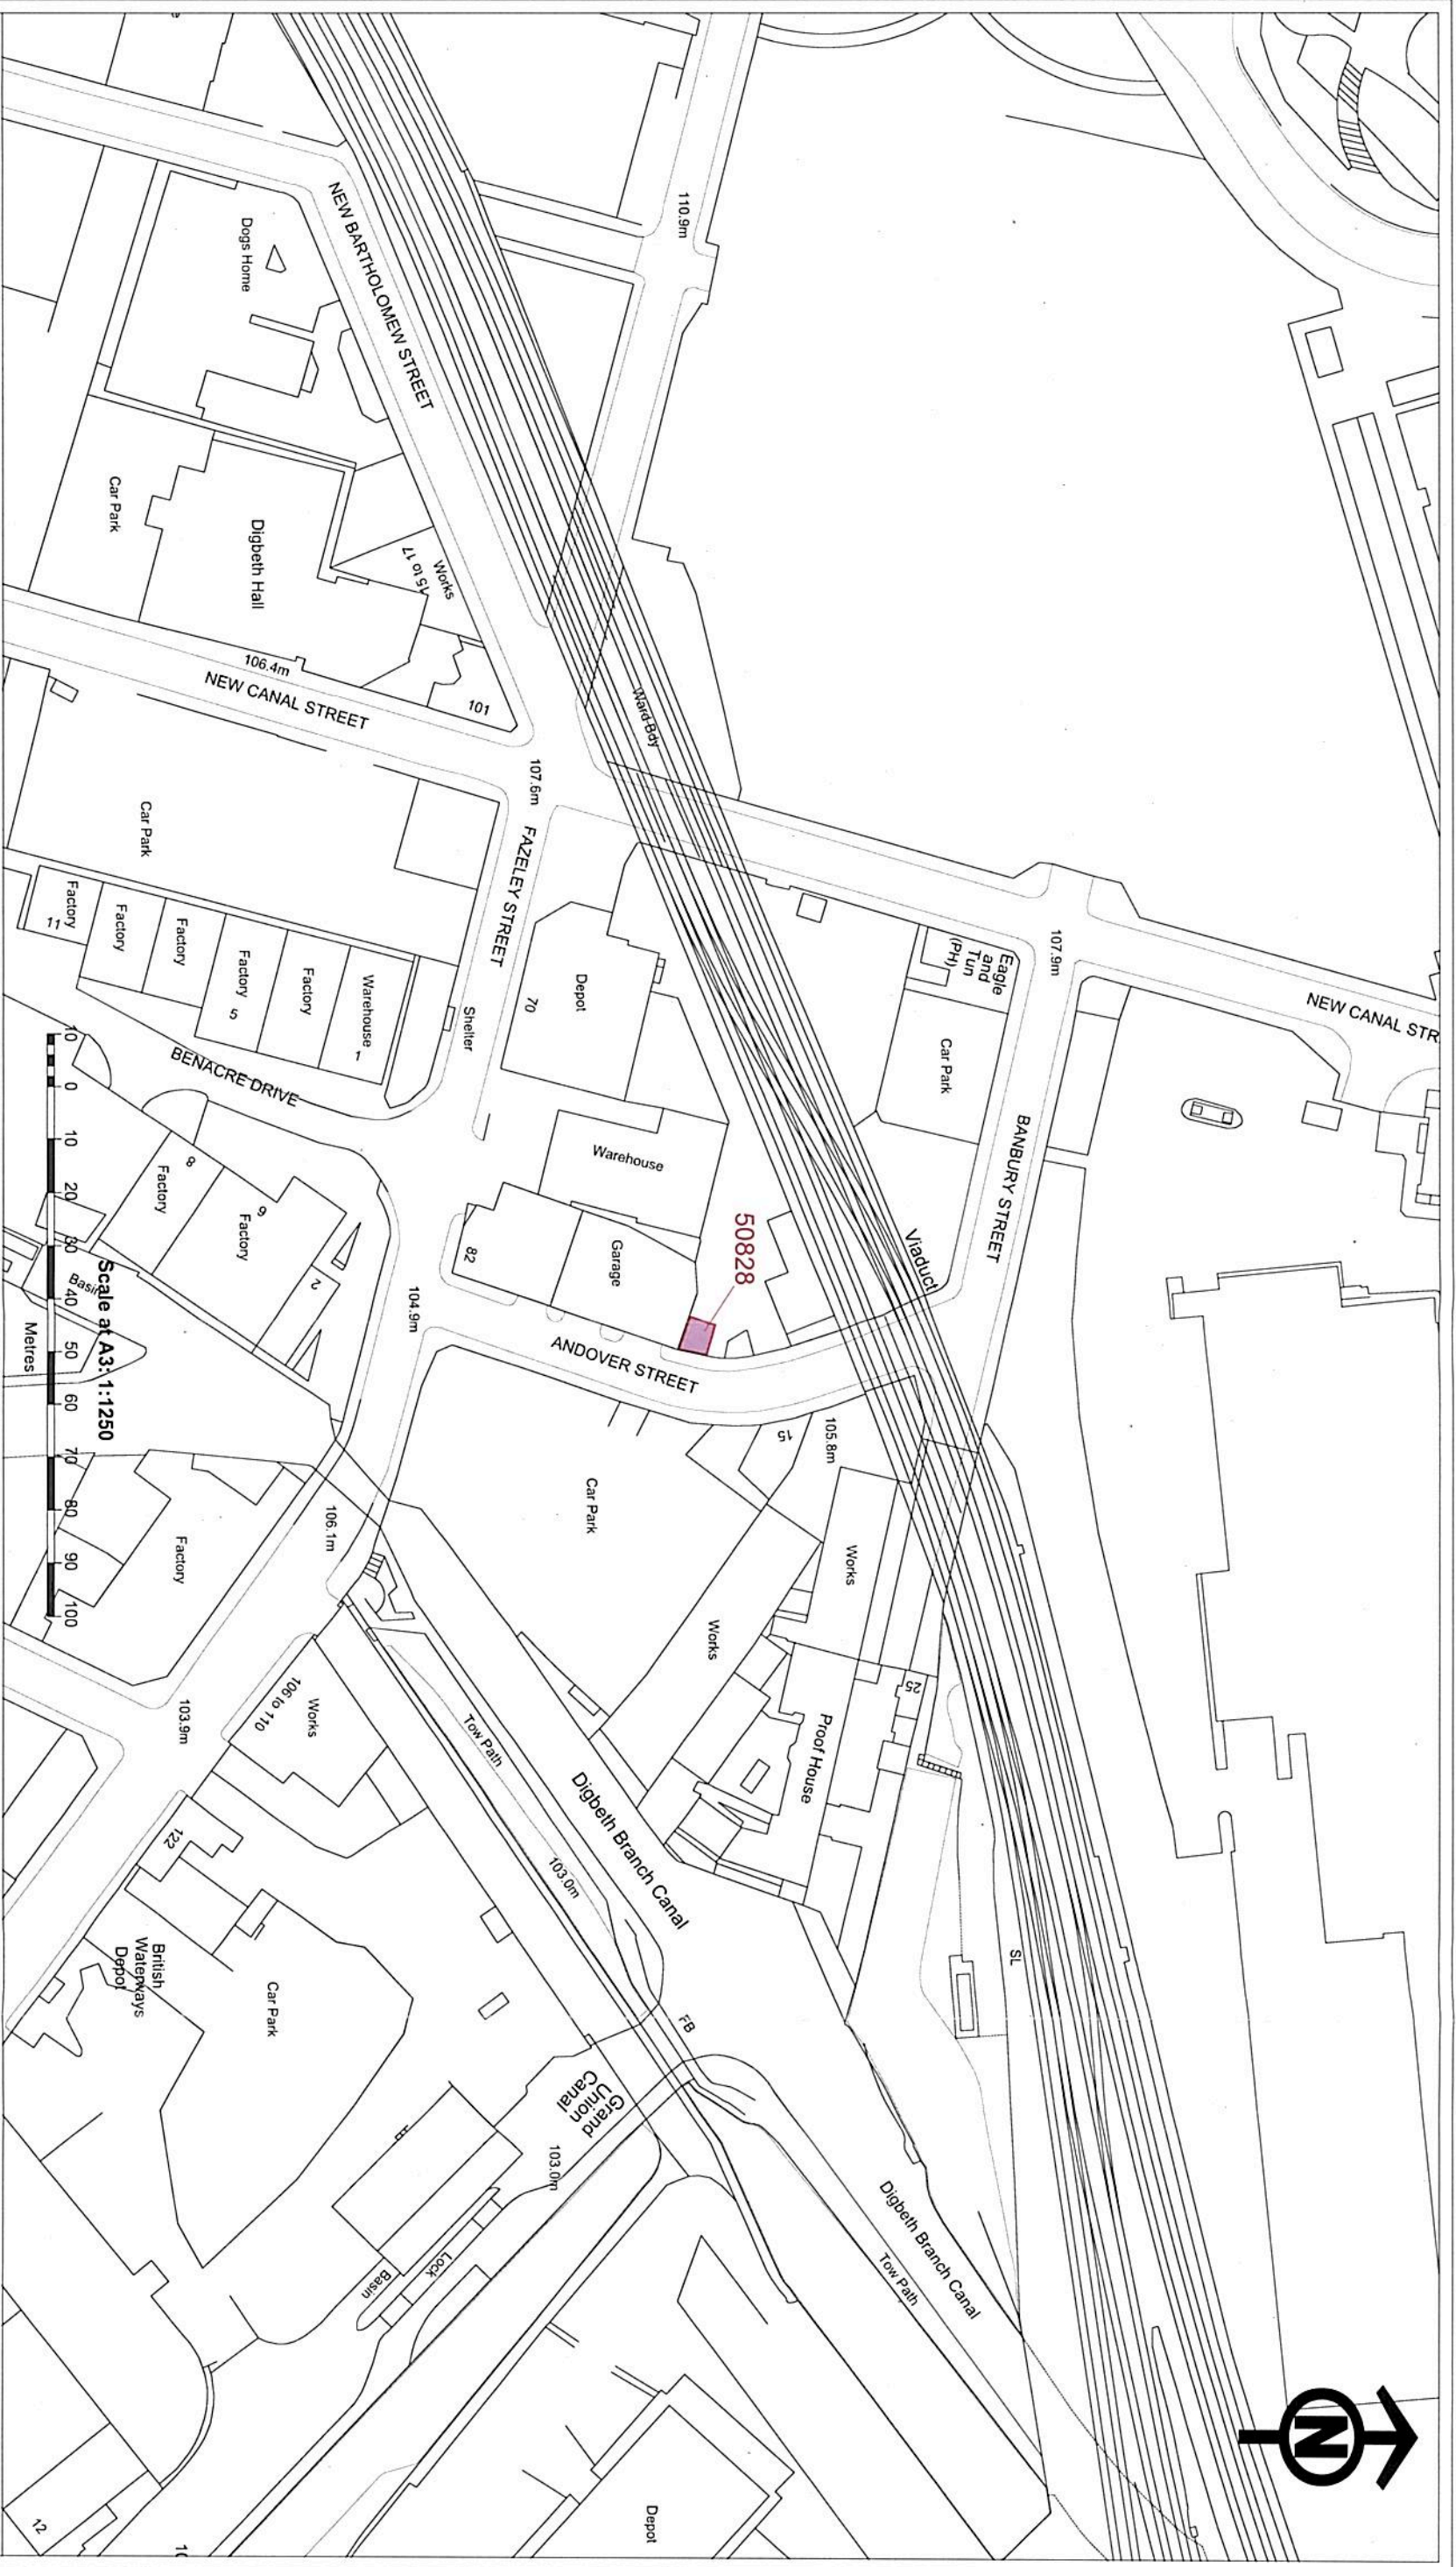 NEW CANAL STR
107.9m
Eagle
and
Tun
(PH)
Car Park
BANBURY STREET
Viaduct
SL
N
110.9m
Ward Bdy
50828
105.8m
15
Works
25
Proof House
Works
Digbeth Branch Canal
Tow Path
NEW BARTHOLOMEW STREET
Dogs Home
Digbeth Hall
Car Park
Works
15 to 17
101
106.4m
NEW CANAL STREET
107.6m
FAZELEY STREET
Depot
70
Warehouse
Garage
82
ANDOVER STREET
104.9m
Shelter
Car Park
Car Park
Warehouse
1
Factory
Factory
5
Factory
Factory
Factory
11
BENACRE DRIVE
Factory
8
Factory
9
2
Basin
Factory
106.1m
Works
106 to 110
103.9m
122
British
Waterways
Depot
Car Park
Tow Path
103.0m
Digbeth Branch Canal
FB
Grand
Union
Canal
103.0m
Lock
Basin
Depot
12
10
Scale at A3: 1:1250
10 0 10 20 30 40 50 60 70 80 90 100
Metres